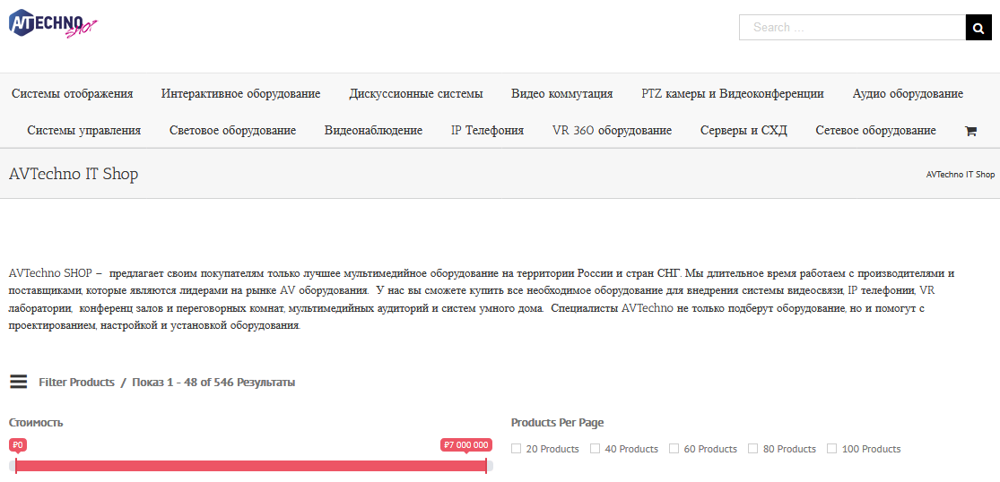 AVTECHNO SHOP
Search ...
Системы отображения Интерактивное оборудование Дискуссионные системы Видео коммутация PTZ камеры и Видеоконференции Аудио оборудование
Системы управления Световое оборудование Видеонаблюдение IP Телефония VR 360 оборудование Серверы и СХД Сетевое оборудование
AVTechno IT Shop AVTechno IT Shop
AVTechno SHOP – предлагает своим покупателям только лучшее мультимедийное оборудование на территории России и стран СНГ. Мы длительное время работаем с производителями и
поставщиками, которые являются лидерами на рынке AV оборудования. У нас вы сможете купить все необходимое оборудование для внедрения системы видеосвязи, IP телефонии, VR
лаборатории, конференц залов и переговорных комнат, мультимедийных аудиторий и систем умного дома. Специалисты AVTechno не только подберут оборудование, но и помогут с
проектированием, настройкой и установкой оборудования.
Filter Products / Показ 1 - 48 of 546 Результаты
Стоимость Products Per Page
₽0 ₽7 000 000 20 Products 40 Products 60 Products 80 Products 100 Products